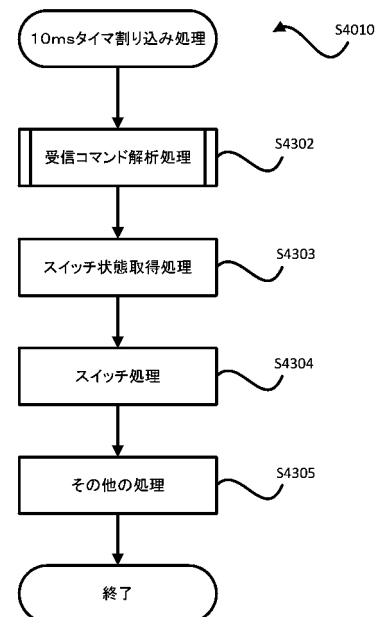 10msタイマ割り込み処理
S4010
受信コマンド解析処理
S4302
スイッチ状態取得処理
S4303
スイッチ処理
S4304
その他の処理
S4305
終了